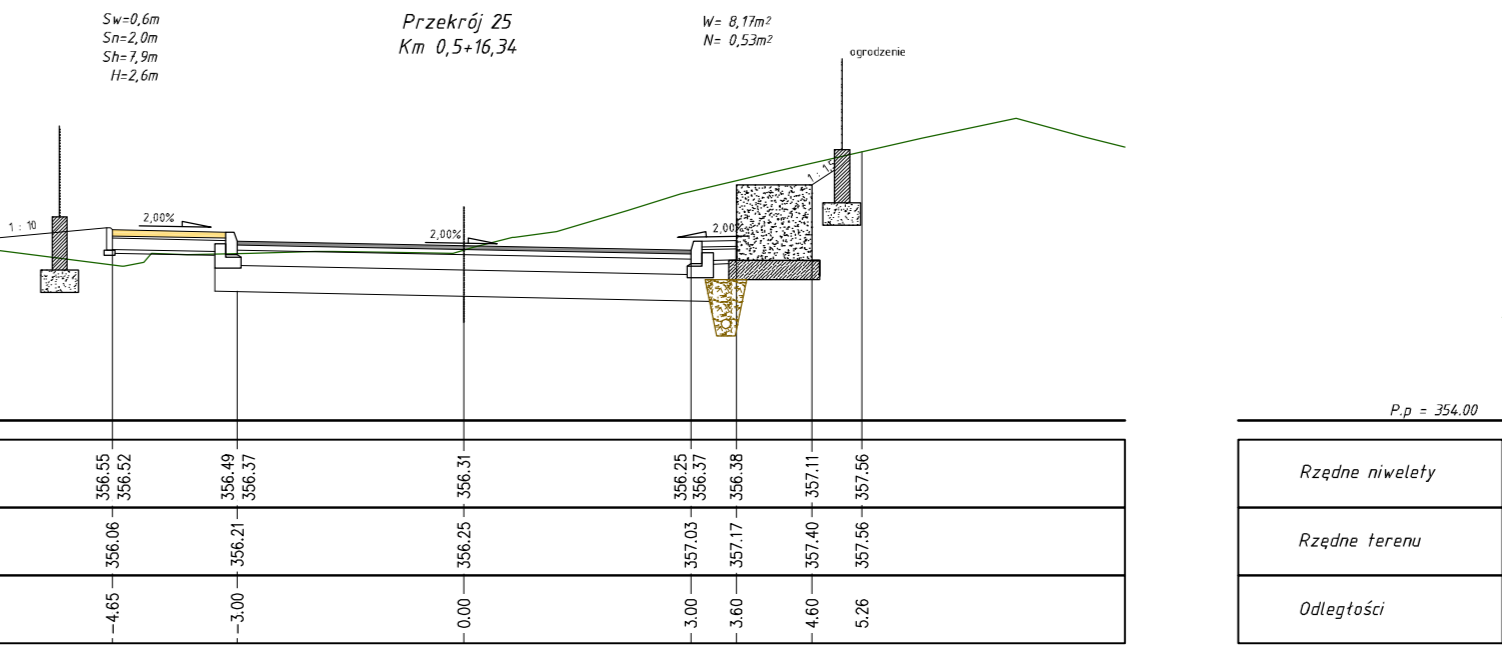 Sw=0,6m
Sn=2,0m
Sh=7,9m
H=2,6m
Przekrój 25
Km 0,5+16,34
W= 8,17m²
N= 0,53m²
ogrodzenie
1 : 10
2,00%
2,00%
2,00%
1 : 1,5
P.p = 354.00
356.55
356.52
356.49
356.37
356.31
356.25
356.37
356.38
357.11
357.56
Rzędne niwelety
356.06
356.21
356.25
357.03
357.17
357.40
357.56
Rzędne terenu
-4.65
-3.00
0.00
3.00
3.60
4.60
5.26
Odległości